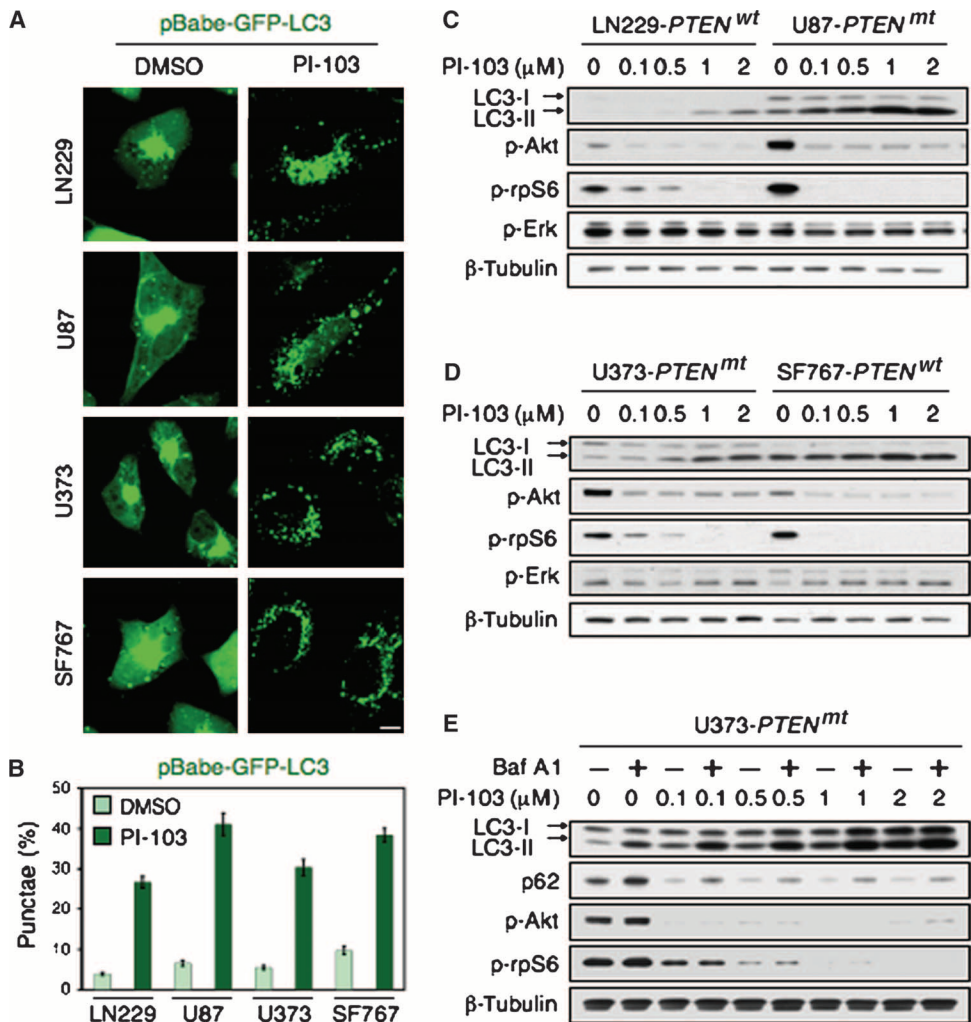 A
pBabe-GFP-LC3
DMSO PI-103
LN229
U87
U373
SF767
B
pBabe-GFP-LC3
Punctae (%)
50
40
30
20
10
0
DMSO
PI-103
LN229 U87 U373 SF767
C
LN229-PTEN wt U87-PTEN mt
PI-103 (μM) 0 0.1 0.5 1 2 0 0.1 0.5 1 2
LC3-I
LC3-II
p-Akt
p-rpS6
p-Erk
β-Tubulin
D
U373-PTEN mt SF767-PTEN wt
PI-103 (μM) 0 0.1 0.5 1 2 0 0.1 0.5 1 2
LC3-I
LC3-II
p-Akt
p-rpS6
p-Erk
β-Tubulin
E
U373-PTEN mt
Baf A1 – + – + – + – + – +
PI-103 (μM) 0 0 0.1 0.1 0.5 0.5 1 1 2 2
LC3-I
LC3-II
p62
p-Akt
p-rpS6
β-Tubulin